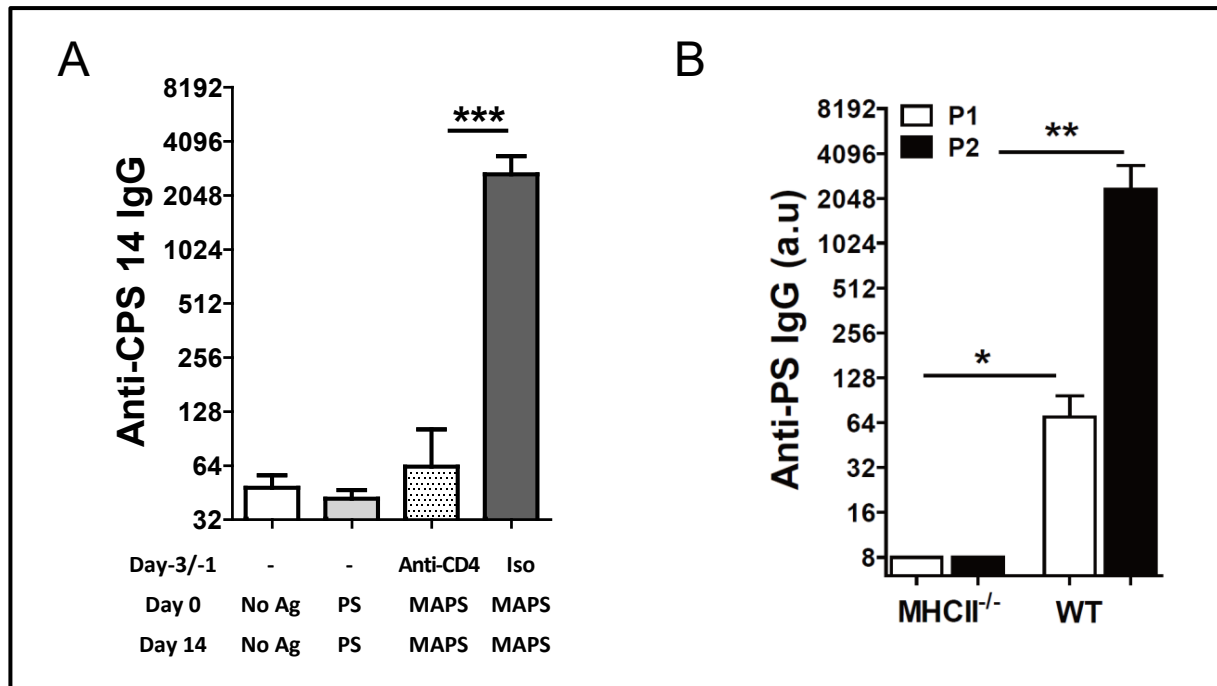 A
Anti-CPS 14 IgG
8192
4096
2048
1024
512
256
128
64
32
***
Day-3/-1 - - Anti-CD4 Iso
Day 0 No Ag PS MAPS MAPS
Day 14 No Ag PS MAPS MAPS
B
Anti-PS IgG (a.u)
8192
4096
2048
1024
512
256
128
64
32
16
8
P1
P2
**
*
MHCII-/- WT